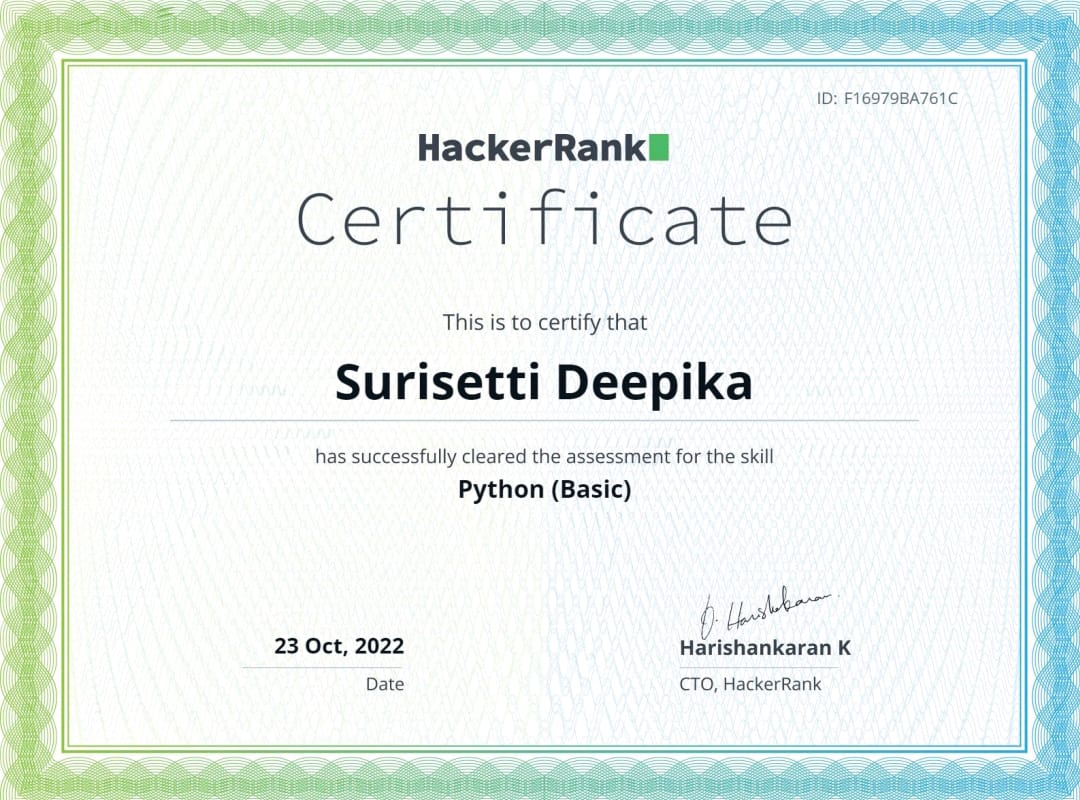 ID: F16979BA761C
HackerRank
Certificate
This is to certify that
Surisetti Deepika
has successfully cleared the assessment for the skill
Python (Basic)
23 Oct, 2022
Date
Harishankaran K
CTO, HackerRank